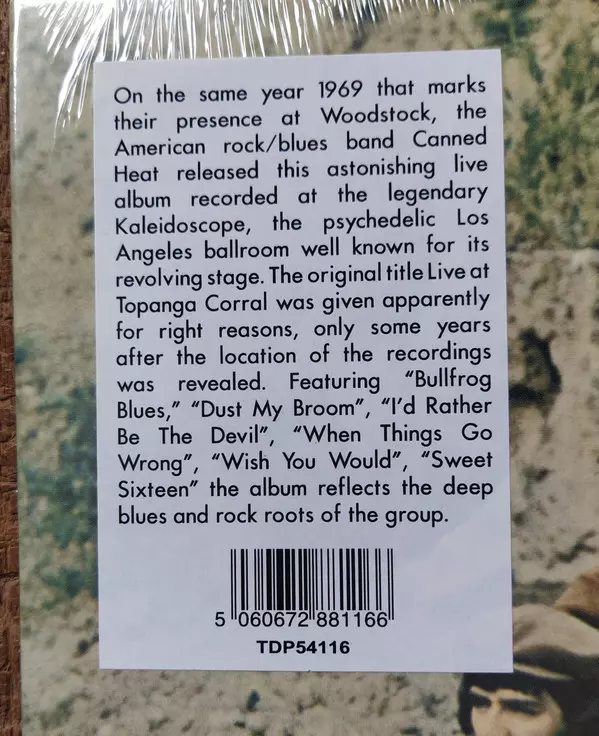 On the same year 1969 that marks
their presence at Woodstock, the
American rock/blues band Canned
Heat released this astonishing live
album recorded at the legendary
Kaleidoscope, the psychedelic Los
Angeles ballroom well known for its
revolving stage. The original title Live at
Topanga Corral was given apparently
for right reasons, only some years
after the location of the recordings
was revealed. Featuring “Bullfrog
Blues,” “Dust My Broom”, “I’d Rather
Be The Devil”, “When Things Go
Wrong”, “Wish You Would”, “Sweet
Sixteen” the album reflects the deep
blues and rock roots of the group.
5 060672 881166
TDP54116